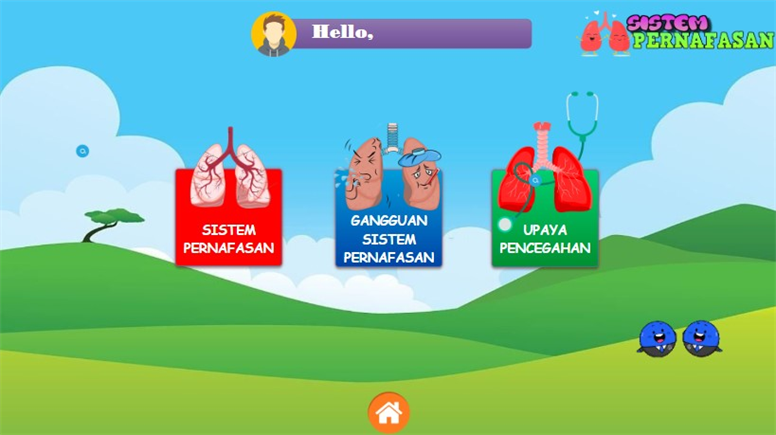 Hello,
SISTEM
PERNAFASAN
SISTEM
PERNAFASAN
GANGGUAN
SISTEM
PERNAFASAN
UPAYA
PENCEGAHAN